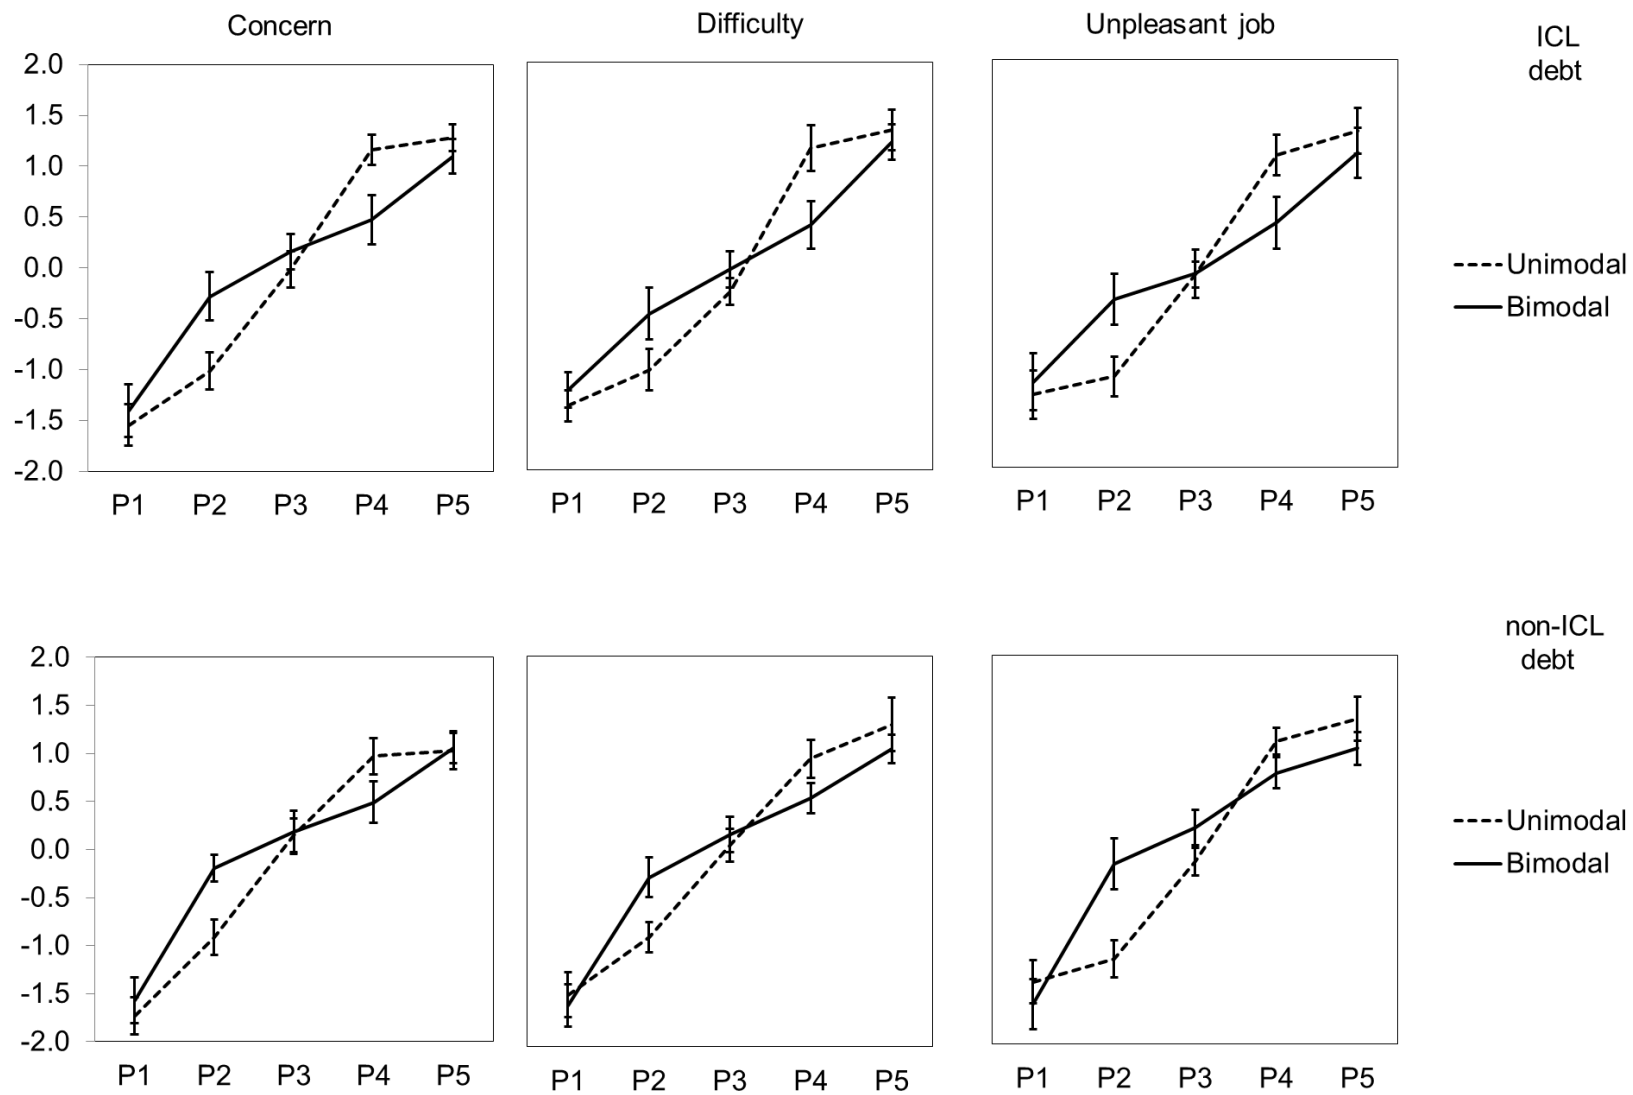 Concern
Difficulty
Unpleasant job
ICL
debt
2.0
1.5
1.0
0.5
0.0
-0.5
-1.0
-1.5
-2.0
P1 P2 P3 P4 P5
P1 P2 P3 P4 P5
P1 P2 P3 P4 P5
Unimodal
Bimodal
non-ICL
debt
2.0
1.5
1.0
0.5
0.0
-0.5
-1.0
-1.5
-2.0
P1 P2 P3 P4 P5
P1 P2 P3 P4 P5
P1 P2 P3 P4 P5
Unimodal
Bimodal